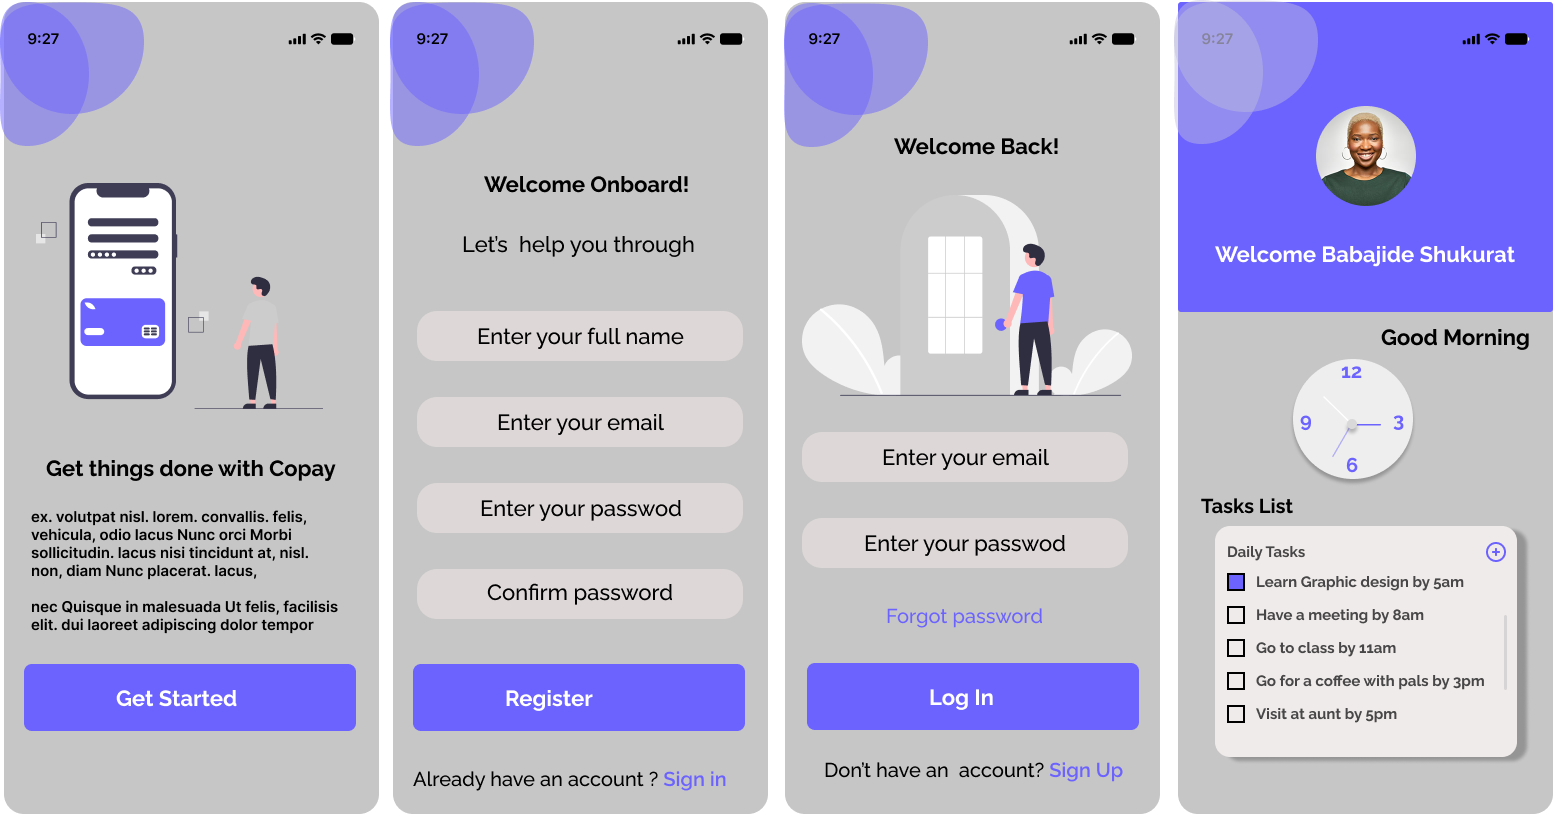 9:27
Get things done with Copay
ex. volutpat nisl. lorem. convallis. felis,
vehicula, odio lacus Nunc orci Morbi
sollicitudin. lacus nisi tincidunt at, nisl.
non, diam Nunc placerat. lacus,
nec Quisque in malesuada Ut felis, facilisis
elit. dui laoreet adipiscing dolor tempor
Get Started
9:27
Welcome Onboard!
Let’s  help you through
Enter your full name
Enter your email
Enter your passwod
Confirm password
Register
Already have an account ? Sign in
9:27
Welcome Back!
Enter your email
Enter your passwod
Forgot password
Log In
Don’t have an  account? Sign Up
9:27
Welcome Babajide Shukurat
Good Morning
12
9 3
6
Tasks List
Daily Tasks
Learn Graphic design by 5am
Have a meeting by 8am
Go to class by 11am
Go for a coffee with pals by 3pm
Visit at aunt by 5pm